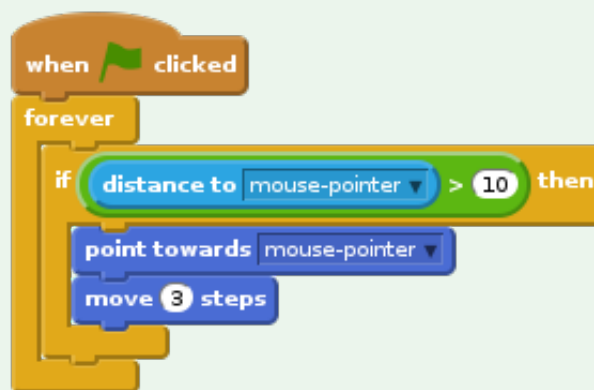 when clicked
forever
if distance to mouse-pointer > 10 then
point towards mouse-pointer
move 3 steps